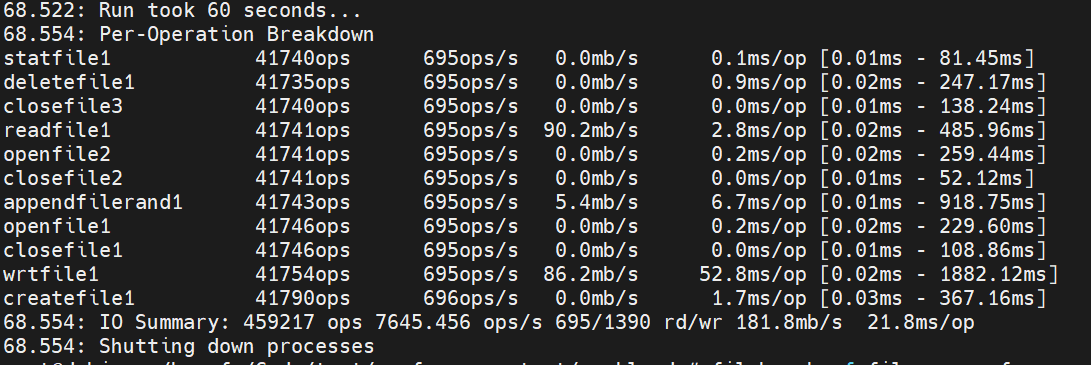 68.522: Run took 60 seconds...
68.554: Per-Operation Breakdown
statfile1            41740ops      695ops/s   0.0mb/s      0.1ms/op [0.01ms - 81.45ms]
deletefile1          41735ops      695ops/s   0.0mb/s      0.9ms/op [0.02ms - 247.17ms]
closefile3           41740ops      695ops/s   0.0mb/s      0.0ms/op [0.01ms - 138.24ms]
readfile1            41741ops      695ops/s  90.2mb/s      2.8ms/op [0.02ms - 485.96ms]
openfile2            41741ops      695ops/s   0.0mb/s      0.2ms/op [0.02ms - 259.44ms]
closefile2           41741ops      695ops/s   0.0mb/s      0.0ms/op [0.01ms - 52.12ms]
appendfilerand1      41743ops      695ops/s   5.4mb/s      6.7ms/op [0.01ms - 918.75ms]
openfile1            41746ops      695ops/s   0.0mb/s      0.2ms/op [0.02ms - 229.60ms]
closefile1           41746ops      695ops/s   0.0mb/s      0.0ms/op [0.01ms - 108.86ms]
wrtfile1             41754ops      695ops/s  86.2mb/s     52.8ms/op [0.02ms - 1882.12ms]
createfile1          41790ops      696ops/s   0.0mb/s      1.7ms/op [0.03ms - 367.16ms]
68.554: IO Summary: 459217 ops 7645.456 ops/s 695/1390 rd/wr 181.8mb/s  21.8ms/op
68.554: Shutting down processes